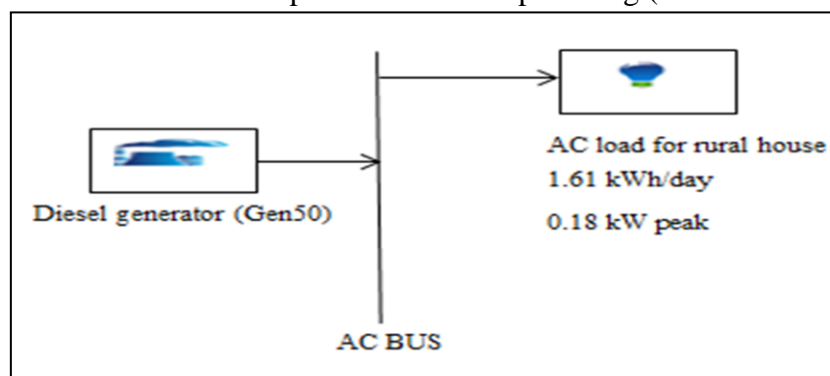 AC load for rural house
1.61 kWh/day
0.18 kW peak
Diesel generator (Gen50)
AC BUS